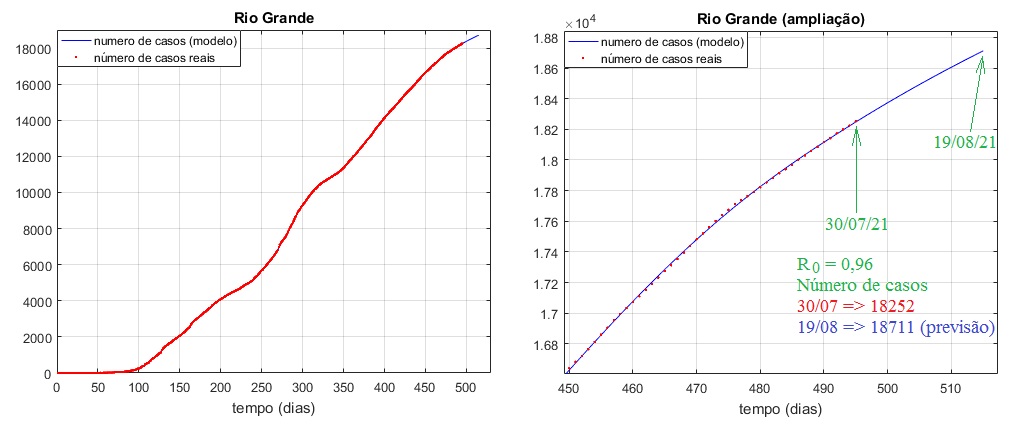 Rio Grande
numero de casos (modelo)
número de casos reais
18000
16000
14000
12000
10000
8000
6000
4000
2000
0
0 50 100 150 200 250 300 350 400 450 500
tempo (dias)
Rio Grande (ampliação)
×10⁴
numero de casos (modelo)
número de casos reais
1.88
1.86
1.84
1.82
1.8
1.78
1.76
1.74
1.72
1.7
1.68
19/08/21
30/07/21
R0 = 0,96
Número de casos
30/07 => 18252
19/08 => 18711 (previsão)
450 460 470 480 490 500 510
tempo (dias)